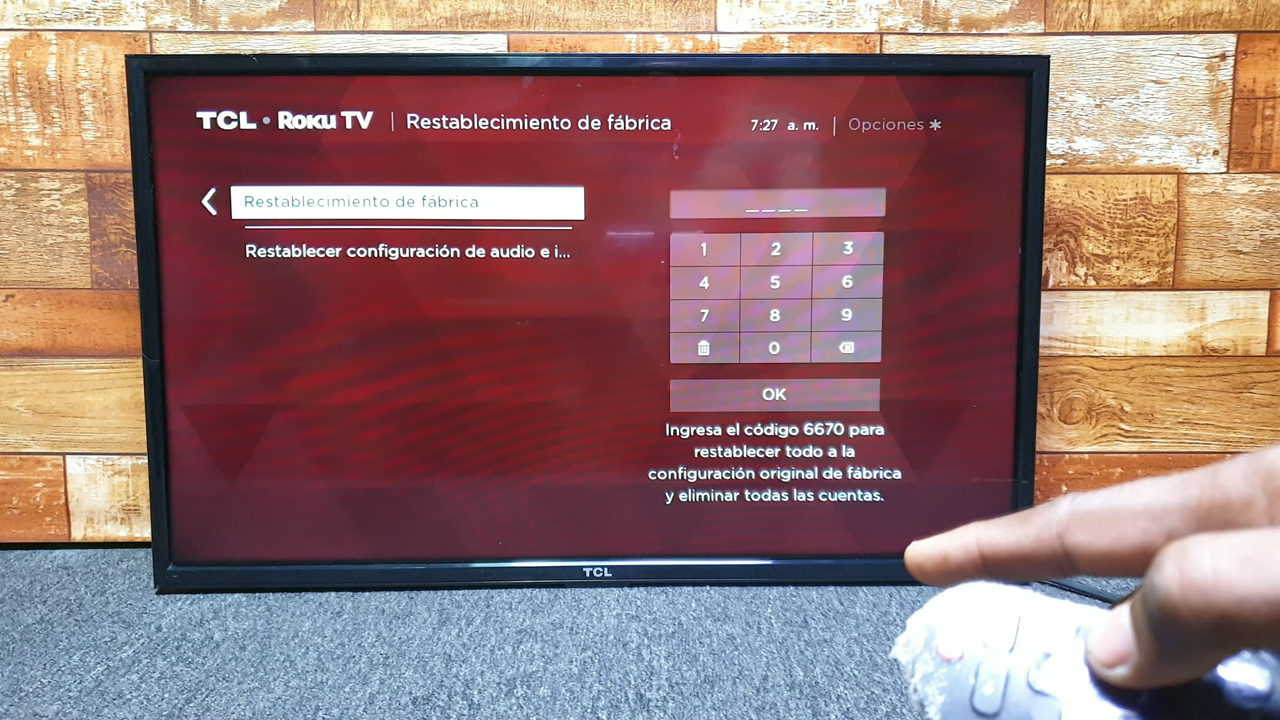 TCL • Roku TV | Restablecimiento de fábrica 7:27 a. m. | Opciones *
Restablecimiento de fábrica
Restablecer configuración de audio e i...
_ _ _ _
1 2 3
4 5 6
7 8 9
0
OK
Ingresa el código 6670 para
restablecer todo a la
configuración original de fábrica
y eliminar todas las cuentas.
TCL